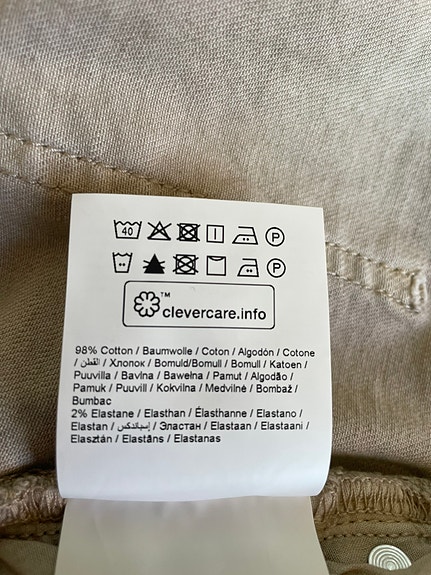 40 P
P
™
clevercare.info
98% Cotton / Baumwolle / Coton / Algodón / Cotone
/ القطن / Хлопок / Bomuld/Bomull / Bomull / Katoen /
Puuvilla / Bavlna / Bawełna / Pamut / Algodão /
Pamuk / Puuvill / Kokvilna / Medvilnė / Bombaž /
Bumbac
2% Elastane / Elasthan / Élasthanne / Elastano /
Elastan / إسباندكس / Эластан / Elastaan / Elastaani /
Elasztán / Elastāns / Elastanas